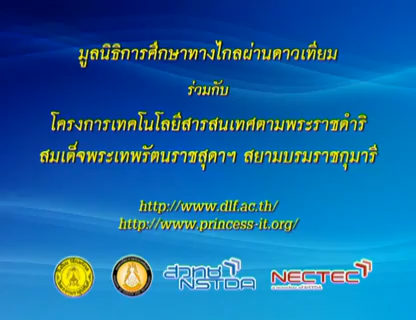 มูลนิธิการศึกษาทางไกลผ่านดาวเทียม
ร่วมกับ
โครงการเทคโนโลยีสารสนเทศตามพระราชดำริ
สมเด็จพระเทพรัตนราชสุดาฯ สยามบรมราชกุมารี
http://www.dlf.ac.th/
http://www.princess-it.org/
สวทช
NSTDA
NECTEC